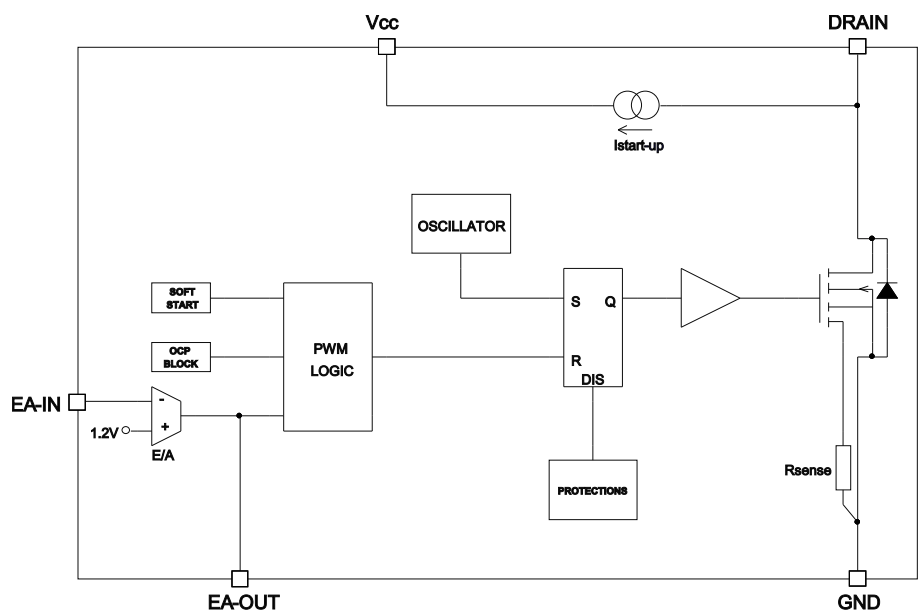 Vcc
DRAIN
Istart-up
OSCILLATOR
SOFT
START
S
Q
PWM
LOGIC
OCP
BLOCK
R
DIS
EA-IN
-
1.2V
+
E/A
Rsense
PROTECTIONS
EA-OUT
GND